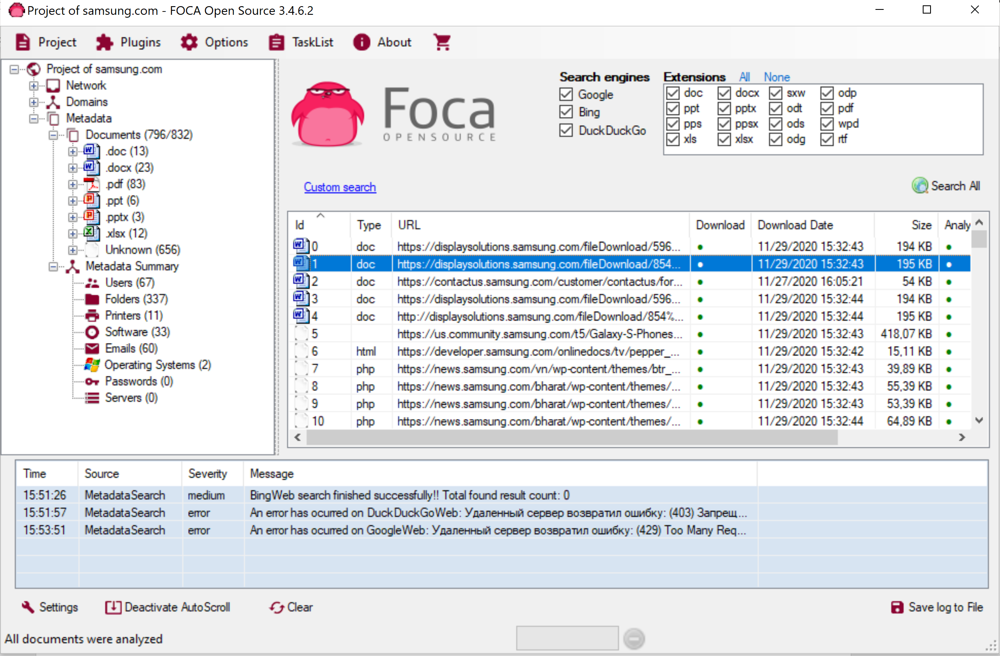 Project of samsung.com - FOCA Open Source 3.4.6.2
Project Plugins Options TaskList About
Project of samsung.com
Network
Domains
Metadata
Documents (796/832)
.doc (13)
.docx (23)
.pdf (83)
.ppt (6)
.pptx (3)
.xlsx (12)
Unknown (656)
Metadata Summary
Users (67)
Folders (337)
Printers (11)
Software (33)
Emails (60)
Operating Systems (2)
Passwords (0)
Servers (0)
Foca
OPENSOURCE
Search engines
Google
Bing
DuckDuckGo
Extensions All None
doc docx sxw odp
ppt pptx odt pdf
pps ppsx ods wpd
xls xlsx odg rtf
Custom search
Search All
Id Type URL Download Download Date Size Analy
0 doc https://displaysolutions.samsung.com/fileDownload/596... 11/29/2020 15:32:43 194 KB
1 doc https://displaysolutions.samsung.com/fileDownload/854... 11/29/2020 15:32:43 195 KB
2 doc https://contactus.samsung.com/customer/contactus/for... 11/27/2020 16:05:21 54 KB
3 doc https://displaysolutions.samsung.com/fileDownload/596... 11/29/2020 15:32:44 194 KB
4 doc http://displaysolutions.samsung.com/fileDownload/854%... 11/29/2020 15:32:44 195 KB
5 https://us.community.samsung.com/t5/Galaxy-S-Phones... 11/29/2020 15:32:43 418,07 KB
6 html https://developer.samsung.com/onlinedocs/tv/pepper_... 11/29/2020 15:32:42 15,11 KB
7 php https://news.samsung.com/vn/wp-content/themes/btr_... 11/29/2020 15:32:43 39,89 KB
8 php https://news.samsung.com/bharat/wp-content/themes/... 11/29/2020 15:32:43 55,39 KB
9 php https://news.samsung.com/bharat/wp-content/themes/... 11/29/2020 15:32:43 53,39 KB
10 php https://news.samsung.com/bharat/wp-content/themes/... 11/29/2020 15:32:44 64,89 KB
Time Source Severity Message
15:51:26 MetadataSearch medium BingWeb search finished successfully!! Total found result count: 0
15:51:57 MetadataSearch error An error has ocurred on DuckDuckGoWeb: Удаленный сервер возвратил ошибку: (403) Запрещ...
15:53:51 MetadataSearch error An error has ocurred on GoogleWeb: Удаленный сервер возвратил ошибку: (429) Too Many Req...
Settings Deactivate AutoScroll Clear Save log to File
All documents were analyzed